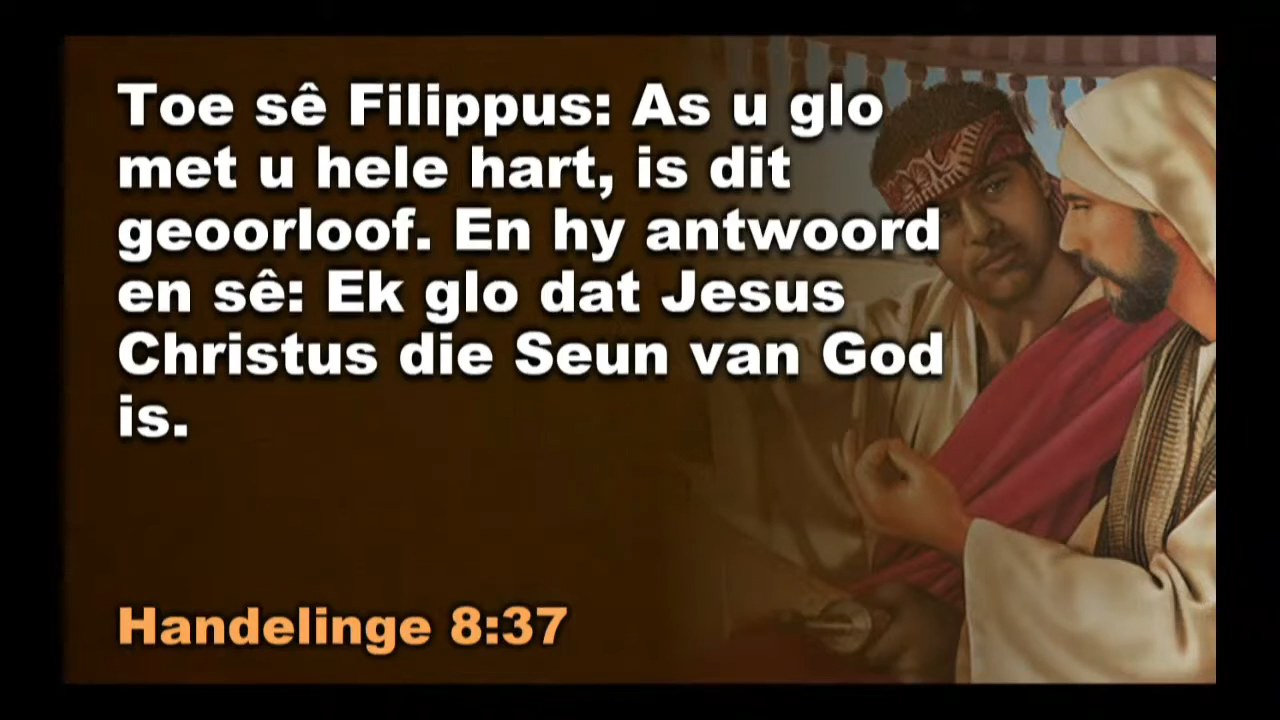 Toe sê Filippus: As u glo
met u hele hart, is dit
geoorloof. En hy antwoord
en sê: Ek glo dat Jesus
Christus die Seun van God
is.
Handelinge 8:37